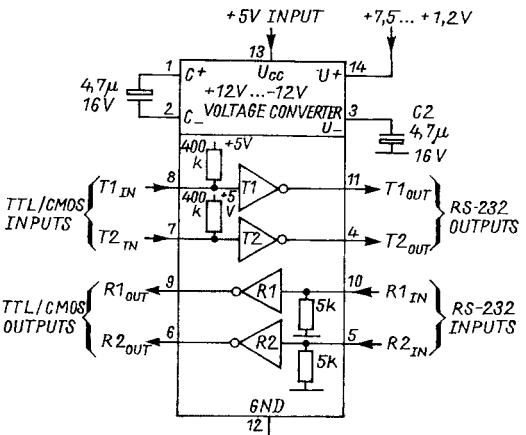 +5V INPUT
+7,5... +1,2V
1
13
14
C+
UCC
U+
4,7µ
16V
+12V ...-12V
VOLTAGE CONVERTER
2
C_
U_
3
C2
4,7µ
16V
400 k
+5V
T1IN
8
T1
11
T1OUT
400 k
+5 V
TTL/CMOS
INPUTS
RS-232
OUTPUTS
T2IN
7
T2
4
T2OUT
R1OUT
9
R1
10
R1IN
TTL/CMOS
OUTPUTS
5k
RS-232
INPUTS
R2OUT
6
R2
5
R2IN
5k
GND
12